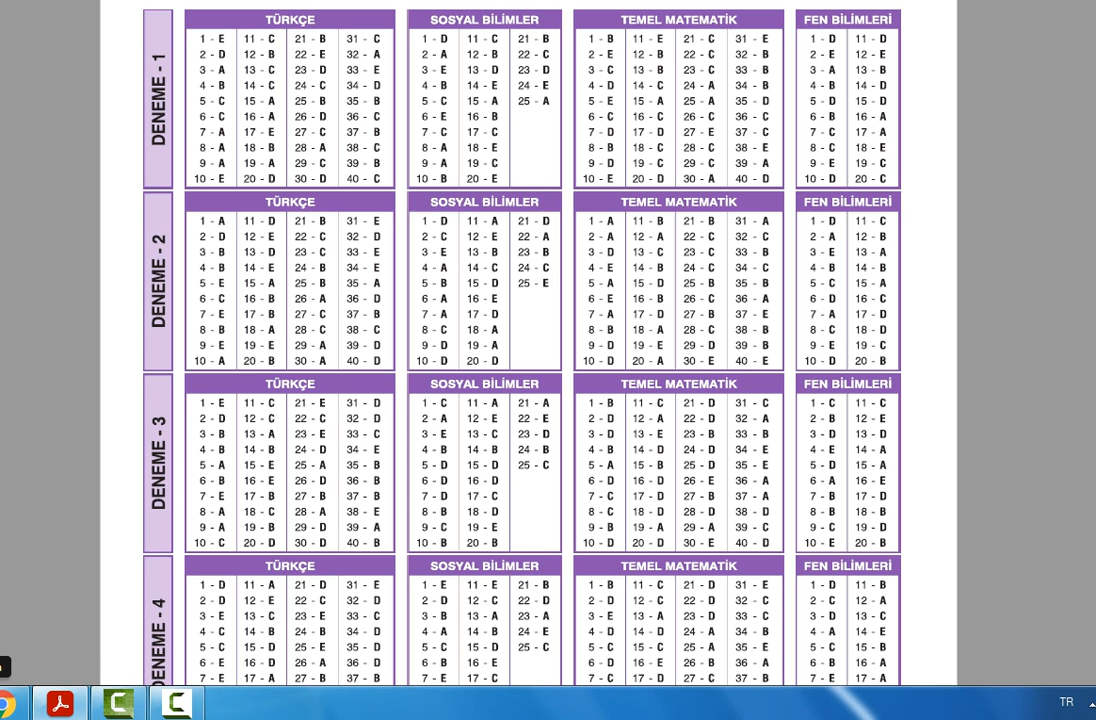 DENEME - 1
TÜRKÇE SOSYAL BİLİMLER TEMEL MATEMATİK FEN BİLİMLERİ
1 - E 11 - C 21 - B 31 - C 1 - D 11 - C 21 - B 1 - B 11 - E 21 - C 31 - E 1 - D 11 - D
2 - D 12 - B 22 - E 32 - A 2 - A 12 - B 22 - C 2 - E 12 - B 22 - C 32 - B 2 - E 12 - E
3 - A 13 - C 23 - D 33 - E 3 - E 13 - D 23 - D 3 - C 13 - B 23 - C 33 - B 3 - A 13 - B
4 - B 14 - C 24 - C 34 - D 4 - B 14 - E 24 - E 4 - D 14 - C 24 - A 34 - B 4 - B 14 - D
5 - C 15 - A 25 - B 35 - B 5 - C 15 - A 25 - A 5 - E 15 - A 25 - A 35 - D 5 - D 15 - D
6 - C 16 - A 26 - D 36 - C 6 - E 16 - B 6 - C 16 - C 26 - C 36 - C 6 - B 16 - A
7 - A 17 - E 27 - C 37 - B 7 - C 17 - C 7 - D 17 - D 27 - E 37 - C 7 - C 17 - A
8 - A 18 - B 28 - A 38 - C 8 - A 18 - E 8 - B 18 - C 28 - C 38 - E 8 - C 18 - E
9 - A 19 - A 29 - C 39 - B 9 - A 19 - C 9 - D 19 - C 29 - C 39 - A 9 - E 19 - C
10 - E 20 - D 30 - D 40 - C 10 - B 20 - E 10 - E 20 - D 30 - A 40 - D 10 - D 20 - C
DENEME - 2
TÜRKÇE SOSYAL BİLİMLER TEMEL MATEMATİK FEN BİLİMLERİ
1 - A 11 - D 21 - B 31 - E 1 - D 11 - A 21 - D 1 - A 11 - B 21 - B 31 - A 1 - D 11 - C
2 - D 12 - E 22 - C 32 - D 2 - C 12 - E 22 - A 2 - A 12 - A 22 - C 32 - C 2 - A 12 - B
3 - B 13 - D 23 - C 33 - E 3 - E 13 - B 23 - B 3 - D 13 - C 23 - C 33 - B 3 - E 13 - A
4 - B 14 - E 24 - B 34 - E 4 - A 14 - C 24 - C 4 - E 14 - B 24 - B 34 - C 4 - B 14 - B
5 - E 15 - A 25 - B 35 - A 5 - B 15 - D 25 - E 5 - A 15 - D 25 - B 35 - B 5 - C 15 - A
6 - C 16 - B 26 - A 36 - D 6 - A 16 - E 6 - E 16 - B 26 - C 36 - A 6 - D 16 - C
7 - E 17 - B 27 - C 37 - B 7 - A 17 - D 7 - A 17 - D 27 - B 37 - E 7 - A 17 - D
8 - B 18 - A 28 - C 38 - C 8 - C 18 - A 8 - B 18 - A 28 - C 38 - B 8 - C 18 - D
9 - E 19 - E 29 - A 39 - D 9 - D 19 - A 9 - B 19 - E 29 - D 39 - B 9 - E 19 - C
10 - A 20 - B 30 - A 40 - D 10 - D 20 - D 10 - D 20 - A 30 - E 40 - E 10 - D 20 - B
DENEME - 3
TÜRKÇE SOSYAL BİLİMLER TEMEL MATEMATİK FEN BİLİMLERİ
1 - E 11 - C 21 - E 31 - D 1 - C 11 - A 21 - A 1 - B 11 - C 21 - D 31 - C 1 - C 11 - C
2 - D 12 - C 22 - C 32 - D 2 - A 12 - E 22 - E 2 - D 12 - A 22 - D 32 - A 2 - B 12 - E
3 - B 13 - A 23 - E 33 - C 3 - E 13 - C 23 - D 3 - D 13 - E 23 - B 33 - B 3 - D 13 - D
4 - B 14 - B 24 - D 34 - E 4 - B 14 - B 24 - B 4 - B 14 - D 24 - D 34 - E 4 - E 14 - A
5 - A 15 - E 25 - A 35 - B 5 - D 15 - D 25 - C 5 - A 15 - B 25 - D 35 - E 5 - D 15 - A
6 - B 16 - E 26 - D 36 - B 6 - D 16 - D 6 - D 16 - D 26 - E 36 - A 6 - A 16 - E
7 - E 17 - B 27 - B 37 - B 7 - D 17 - C 7 - C 17 - D 27 - B 37 - A 7 - B 17 - D
8 - A 18 - C 28 - A 38 - E 8 - B 18 - D 8 - C 18 - D 28 - D 38 - D 8 - B 18 - B
9 - A 19 - B 29 - D 39 - A 9 - C 19 - E 9 - B 19 - A 29 - A 39 - C 9 - C 19 - D
10 - C 20 - D 30 - D 40 - B 10 - B 20 - B 10 - D 20 - D 30 - E 40 - D 10 - E 20 - B
DENEME - 4
TÜRKÇE SOSYAL BİLİMLER TEMEL MATEMATİK FEN BİLİMLERİ
1 - D 11 - A 21 - D 31 - E 1 - E 11 - E 21 - B 1 - B 11 - C 21 - D 31 - E 1 - D 11 - B
2 - D 12 - E 22 - C 32 - D 2 - D 12 - C 22 - D 2 - D 12 - C 22 - D 32 - C 2 - C 12 - A
3 - E 13 - C 23 - E 33 - D 3 - B 13 - A 23 - A 3 - E 13 - A 23 - D 33 - C 3 - D 13 - C
4 - C 14 - B 24 - B 34 - D 4 - A 14 - B 24 - E 4 - D 14 - D 24 - A 34 - B 4 - A 14 - E
5 - C 15 - D 25 - E 35 - D 5 - C 15 - D 25 - C 5 - D 15 - C 25 - A 35 - E 5 - C 15 - D
6 - E 16 - D 26 - A 36 - D 6 - B 16 - E 6 - D 16 - E 26 - B 36 - A 6 - B 16 - A
7 - E 17 - A 27 - B 37 - B 7 - E 17 - C 7 - C 17 - B 27 - C 37 - B 7 - E 17 - A
TR